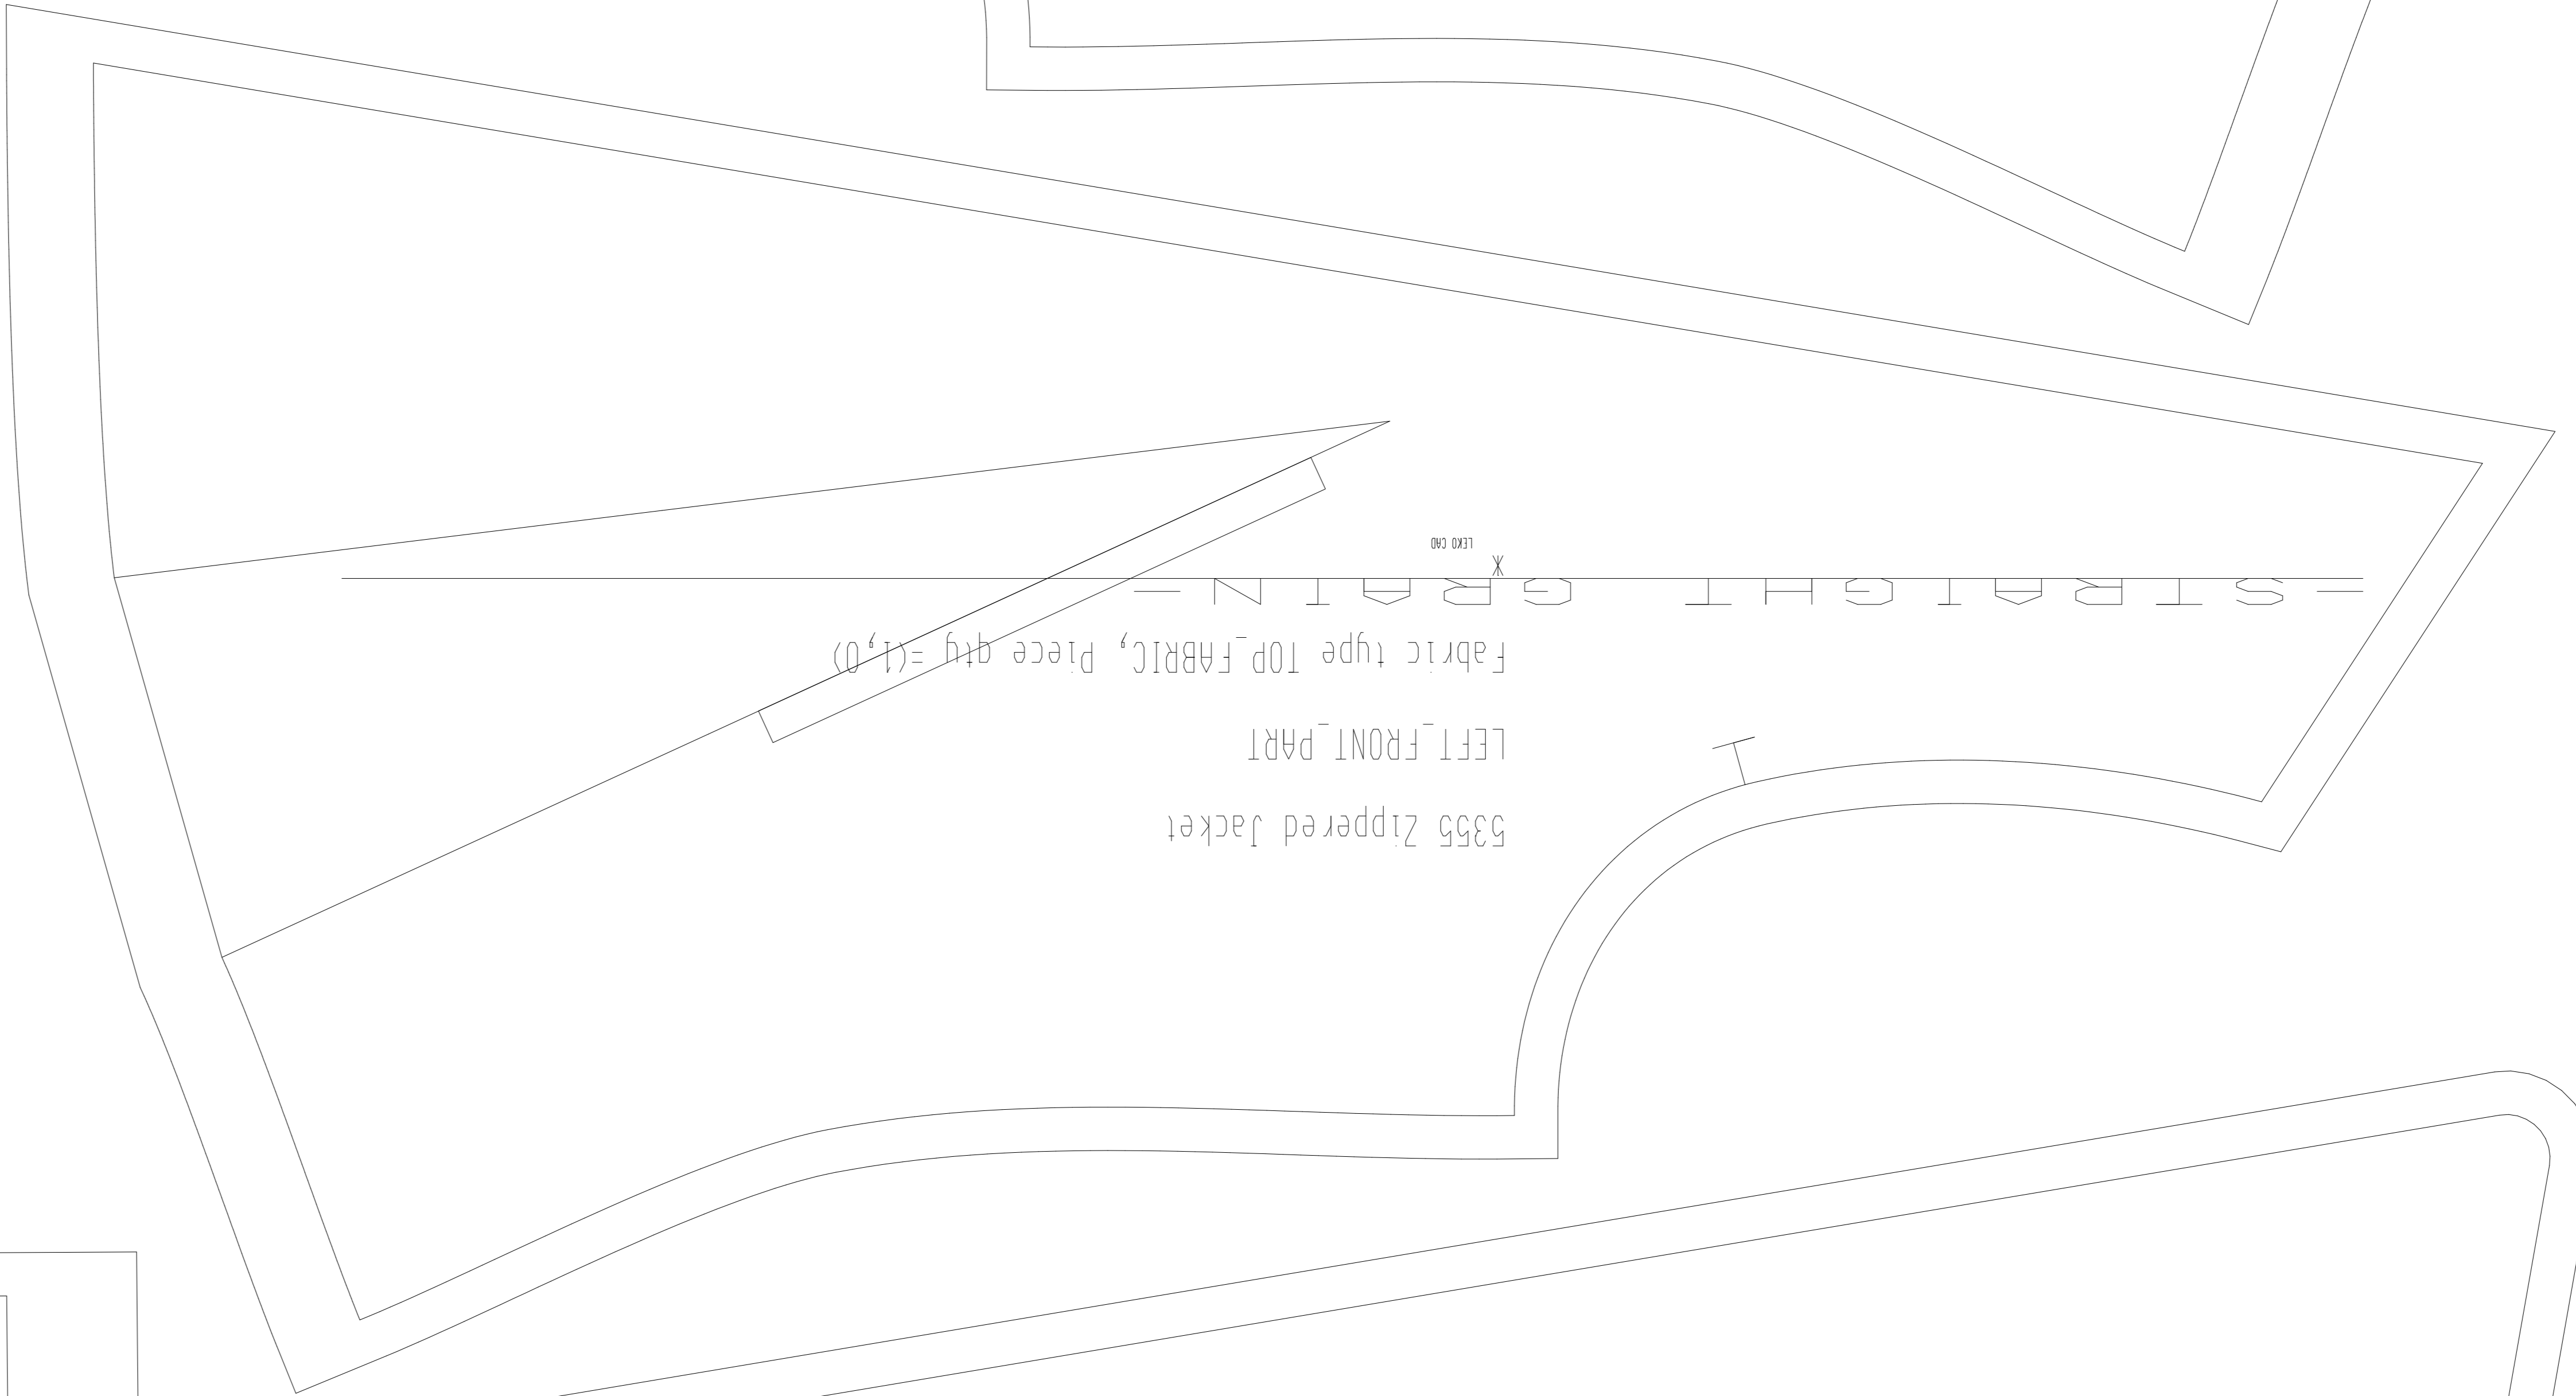 5355 Zippered Jacket
LEFT_FRONT_PART
Fabric type TOP_FABRIC, Piece qty =(1,0)
—STRAIGHT GRAIN—
LEKO CAD